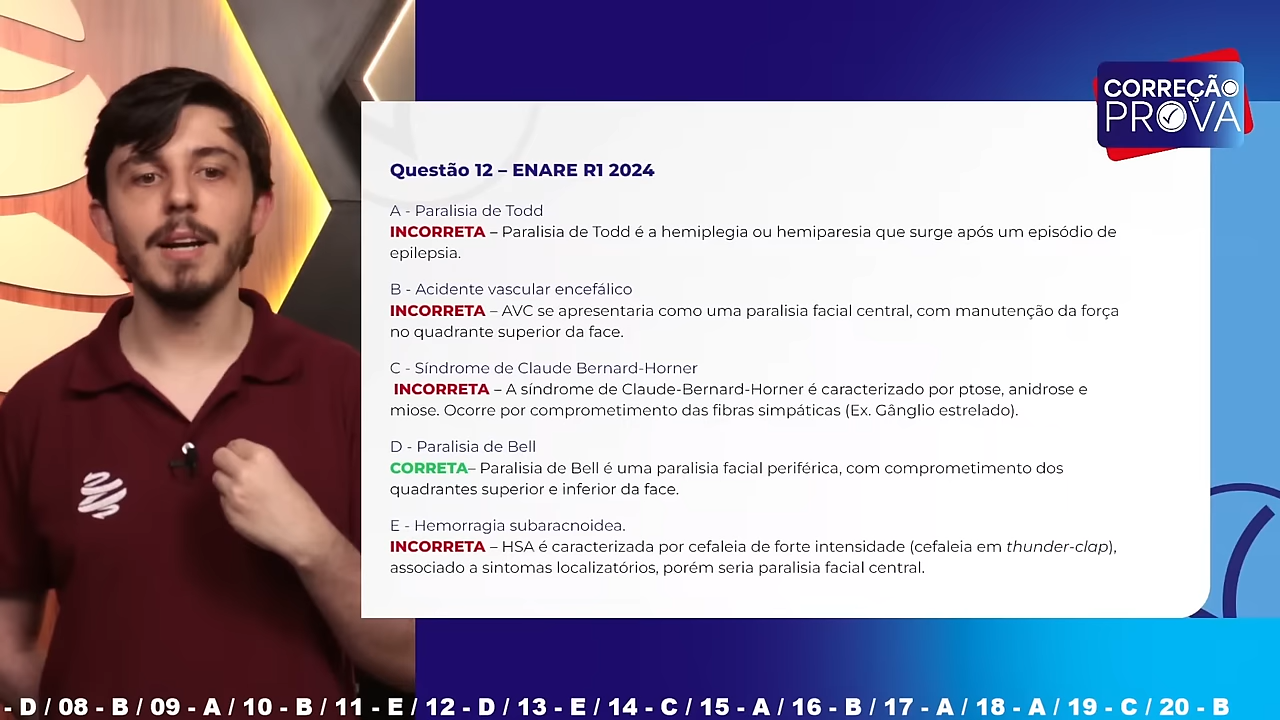 CORREÇÃO
PROVA
Questão 12 – ENARE R1 2024
A - Paralisia de Todd
INCORRETA – Paralisia de Todd é a hemiplegia ou hemiparesia que surge após um episódio de
epilepsia.
B - Acidente vascular encefálico
INCORRETA – AVC se apresentaria como uma paralisia facial central, com manutenção da força
no quadrante superior da face.
C - Síndrome de Claude Bernard-Horner
INCORRETA – A síndrome de Claude-Bernard-Horner é caracterizado por ptose, anidrose e
miose. Ocorre por comprometimento das fibras simpáticas (Ex. Gânglio estrelado).
D - Paralisia de Bell
CORRETA– Paralisia de Bell é uma paralisia facial periférica, com comprometimento dos
quadrantes superior e inferior da face.
E - Hemorragia subaracnoidea.
INCORRETA – HSA é caracterizada por cefaleia de forte intensidade (cefaleia em thunder-clap),
associado a sintomas localizatórios, porém seria paralisia facial central.
- D / 08 - B / 09 - A / 10 - B / 11 - E / 12 - D / 13 - E / 14 - C / 15 - A / 16 - B / 17 - A / 18 - A / 19 - C / 20 - B